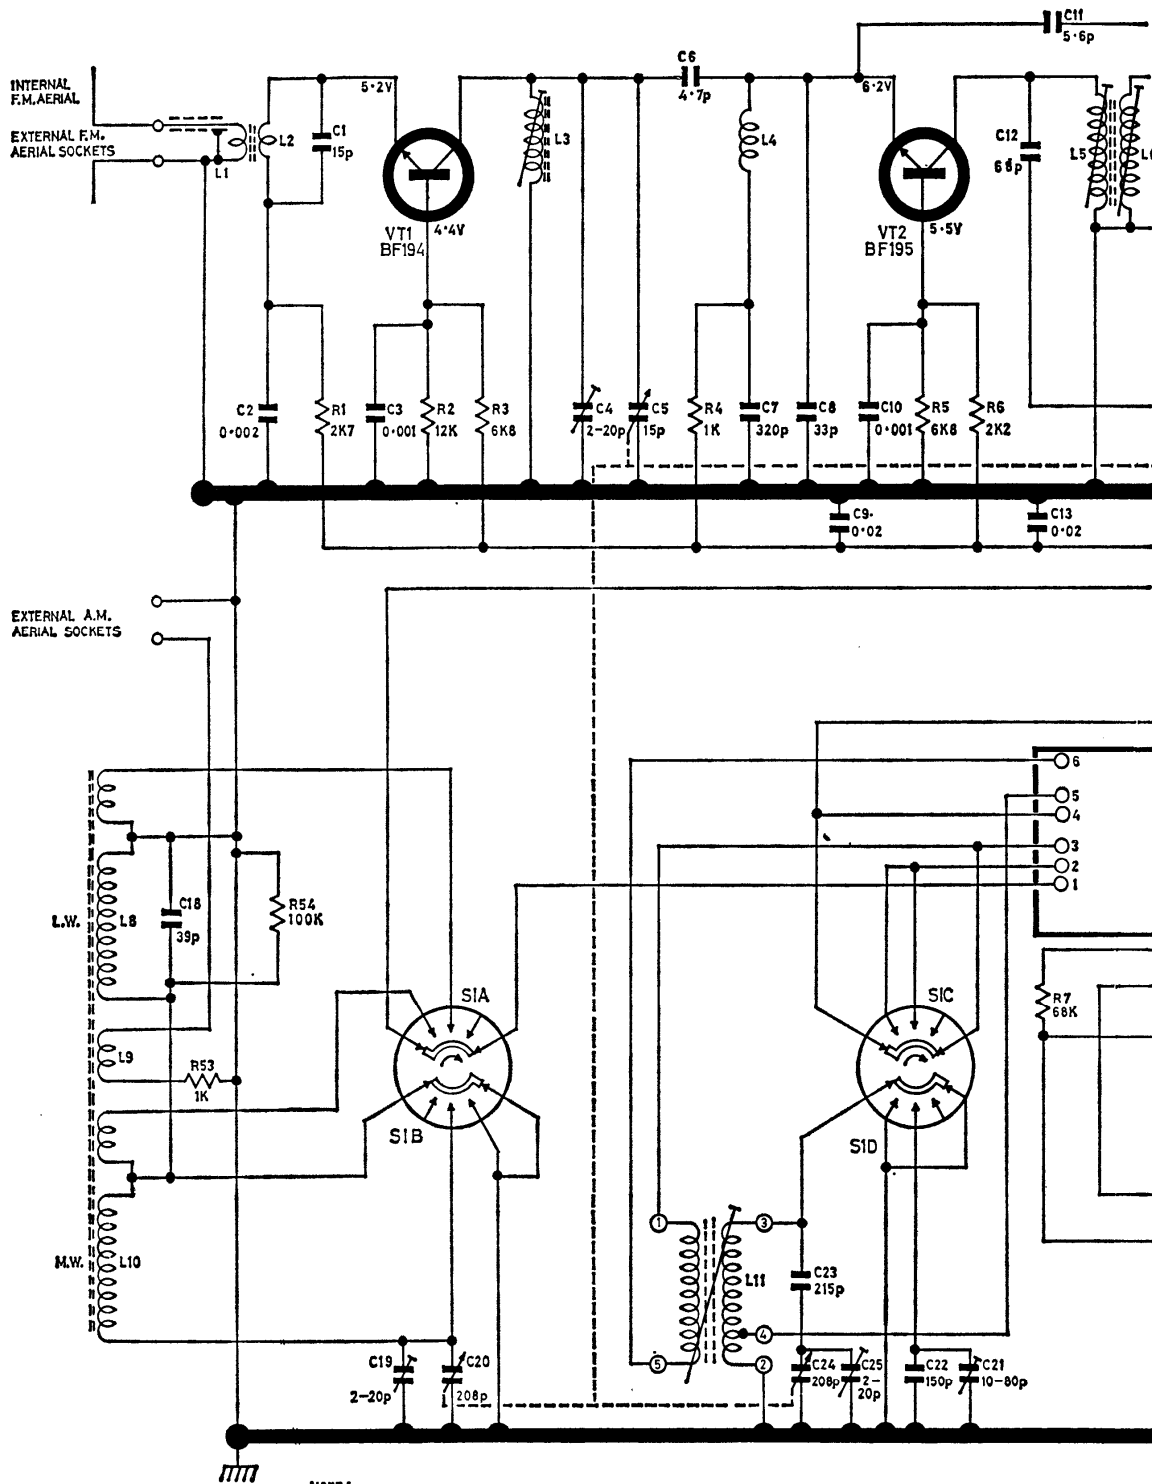 C11
5·6p
INTERNAL
F.M. AERIAL
EXTERNAL F.M.
AERIAL SOCKETS
L1
L2
C1
15p
5·2V
VT1
BF194
4·4V
L3
C6
4·7p
L4
6·2V
VT2
BF195
5·5V
C12
68p
L5
C2
0·002
R1
2K7
C3
0·001
R2
12K
R3
6K8
C4
2-20p
C5
15p
R4
1K
C7
320p
C8
33p
C10
0·001
R5
6K8
R6
2K2
C9
0·02
C13
0·02
EXTERNAL A.M.
AERIAL SOCKETS
6
5
4
3
2
1
L.W.
L8
C18
39p
R54
100K
L9
R53
1K
S1A
S1B
S1C
S1D
R7
68K
M.W.
L10
1
3
L11
C23
215p
4
5
2
C19
2-20p
C20
208p
C24
208p
C25
2-
20p
C22
150p
C21
10-80p